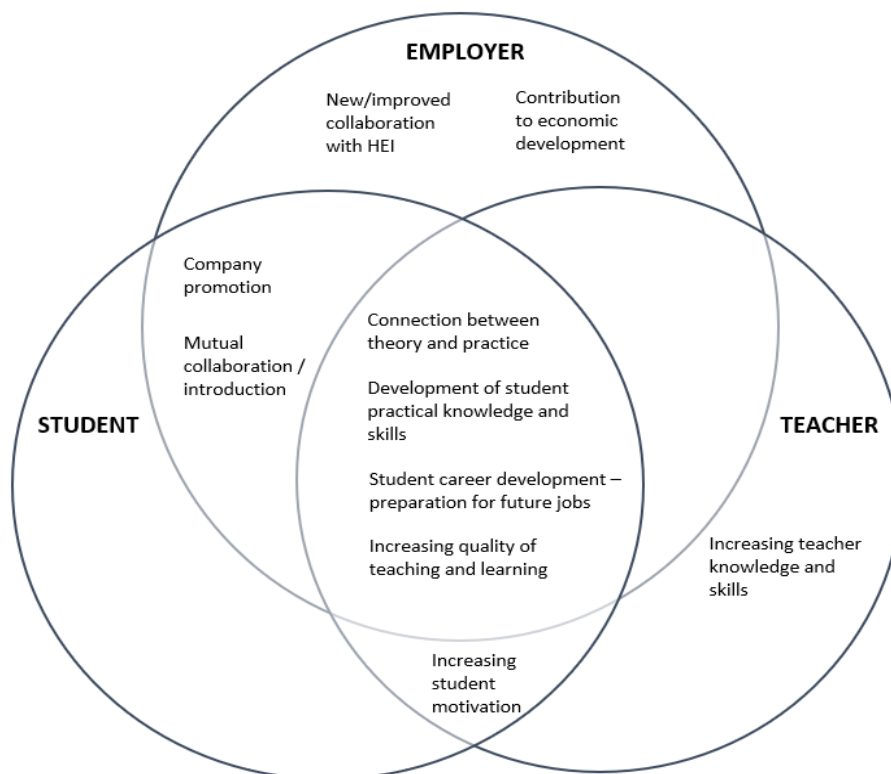 EMPLOYER
New/improved
collaboration
with HEI
Contribution
to economic
development
Company
promotion
Mutual
collaboration /
introduction
Connection between
theory and practice
Development of student
practical knowledge and
skills
Student career development –
preparation for future jobs
Increasing quality of
teaching and learning
STUDENT
TEACHER
Increasing teacher
knowledge and
skills
Increasing
student
motivation